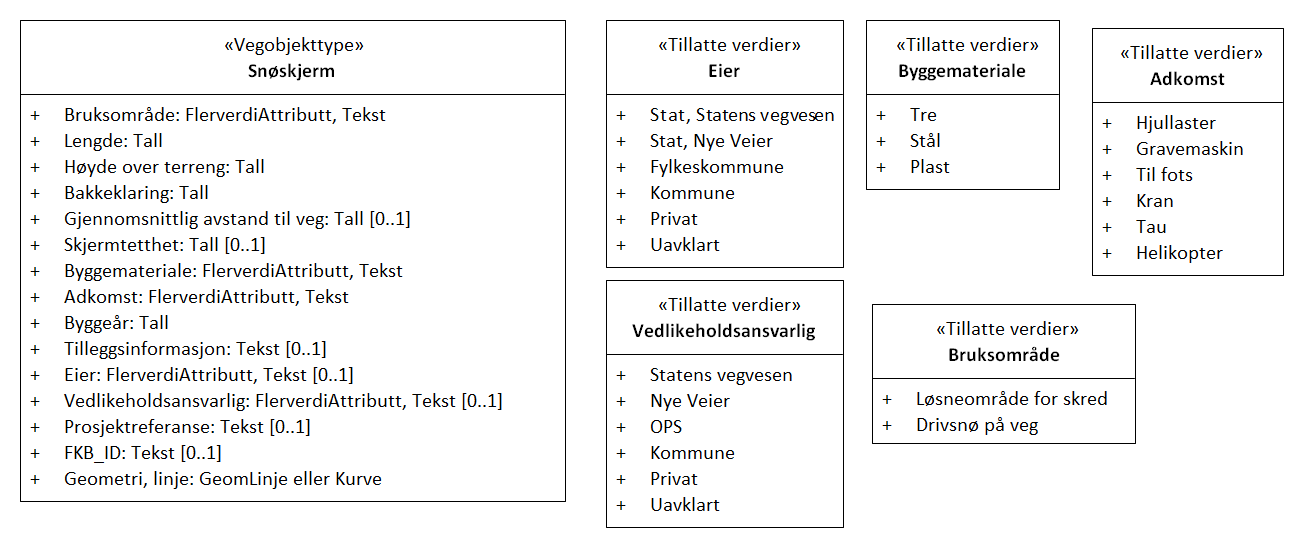 «Vegobjekttype»
Snøskjerm
+ Bruksområde: FlerverdiAttributt, Tekst
+ Lengde: Tall
+ Høyde over terreng: Tall
+ Bakkeklaring: Tall
+ Gjennomsnittlig avstand til veg: Tall [0..1]
+ Skjermtetthet: Tall [0..1]
+ Byggemateriale: FlerverdiAttributt, Tekst
+ Adkomst: FlerverdiAttributt, Tekst
+ Byggeår: Tall
+ Tilleggsinformasjon: Tekst [0..1]
+ Eier: FlerverdiAttributt, Tekst [0..1]
+ Vedlikeholdsansvarlig: FlerverdiAttributt, Tekst [0..1]
+ Prosjektreferanse: Tekst [0..1]
+ FKB_ID: Tekst [0..1]
+ Geometri, linje: GeomLinje eller Kurve
«Tillatte verdier»
Eier
+ Stat, Statens vegvesen
+ Stat, Nye Veier
+ Fylkeskommune
+ Kommune
+ Privat
+ Uavklart
«Tillatte verdier»
Byggemateriale
+ Tre
+ Stål
+ Plast
«Tillatte verdier»
Adkomst
+ Hjullaster
+ Gravemaskin
+ Til fots
+ Kran
+ Tau
+ Helikopter
«Tillatte verdier»
Vedlikeholdsansvarlig
+ Statens vegvesen
+ Nye Veier
+ OPS
+ Kommune
+ Privat
+ Uavklart
«Tillatte verdier»
Bruksområde
+ Løsneområde for skred
+ Drivsnø på veg